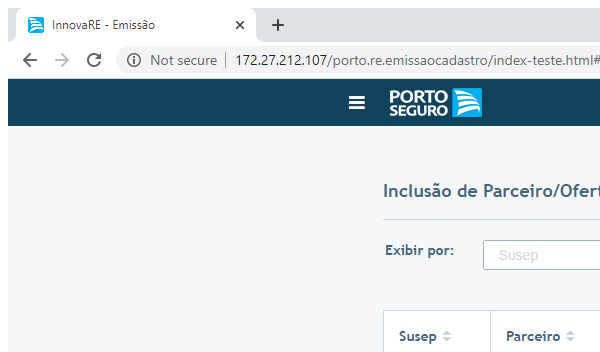 InnovaRE - Emissão
Not secure 172.27.212.107/porto.re.emissaocadastro/index-teste.html#
PORTO
SEGURO
Inclusão de Parceiro/Ofert
Exibir por: Susep
Susep Parceiro